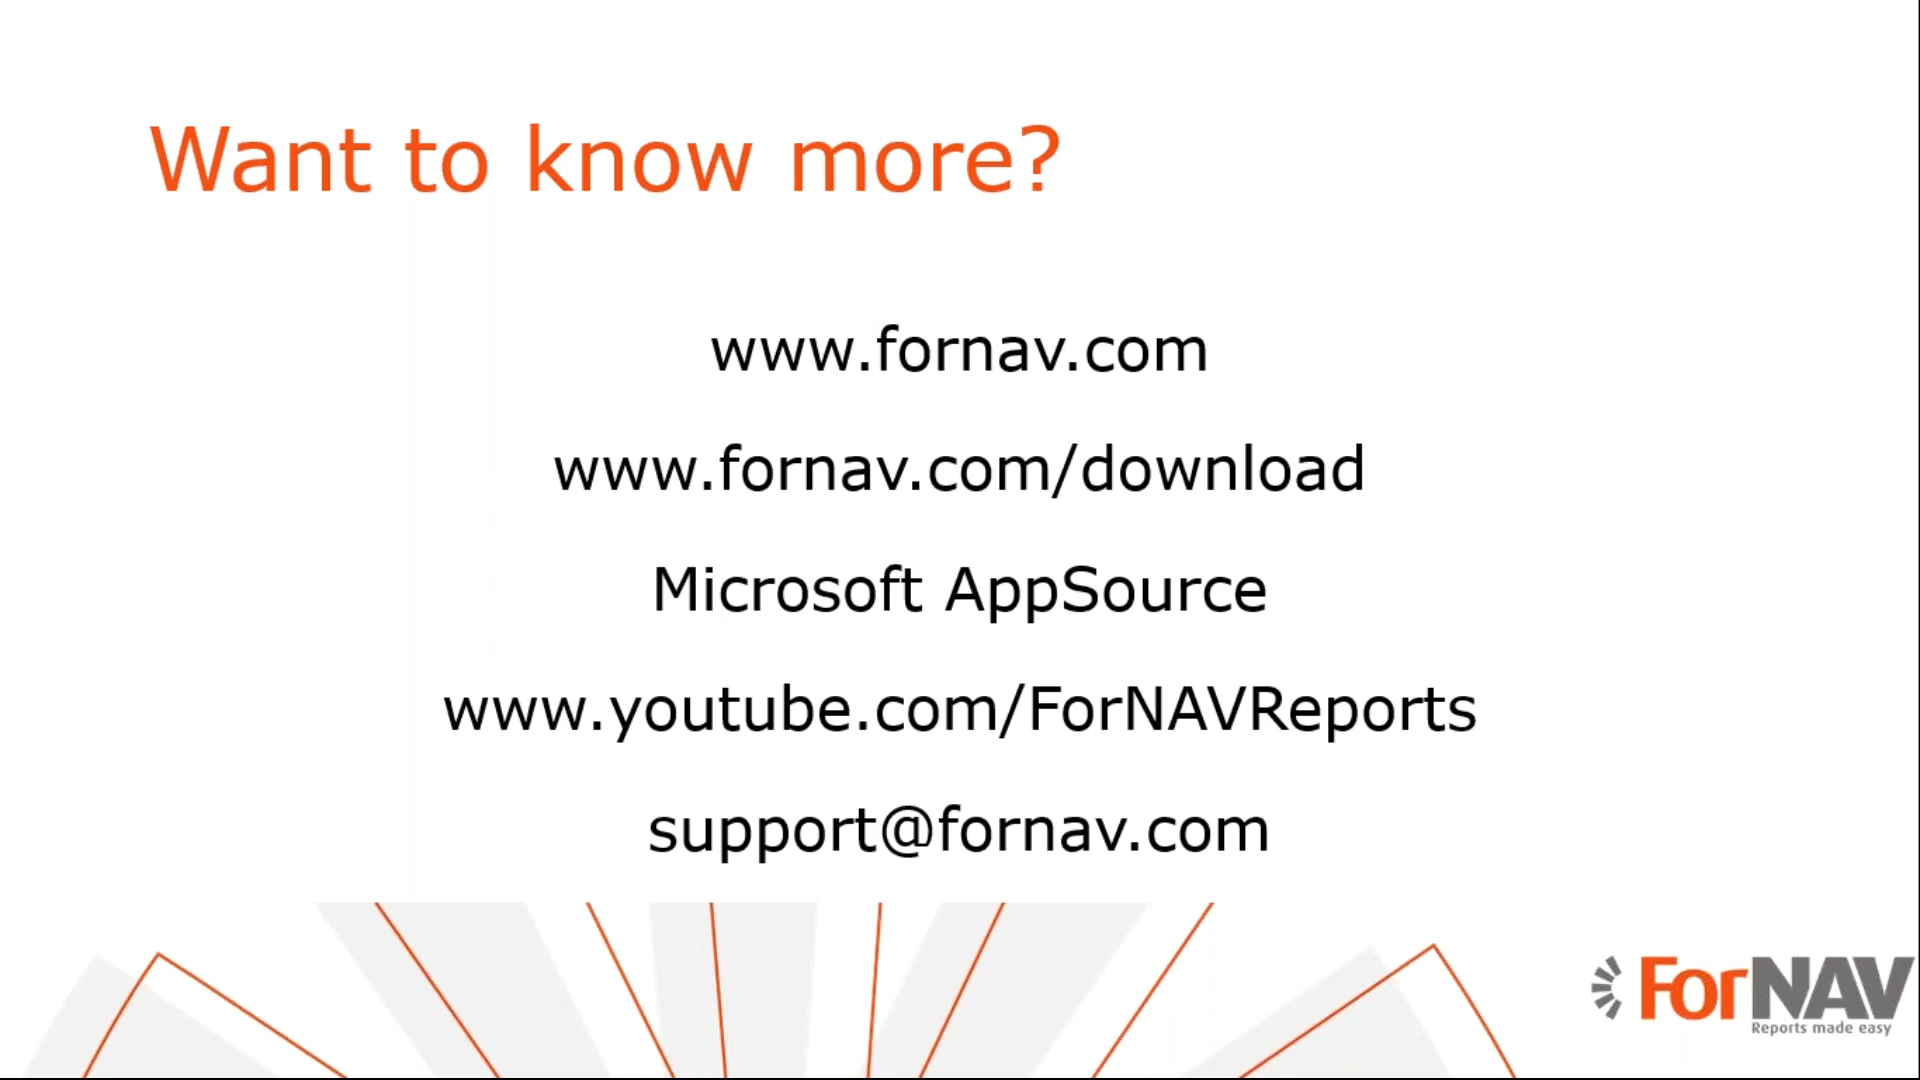 Want to know more?
www.fornav.com
www.fornav.com/download
Microsoft AppSource
www.youtube.com/ForNAVReports
support@fornav.com
ForNAV
Reports made easy